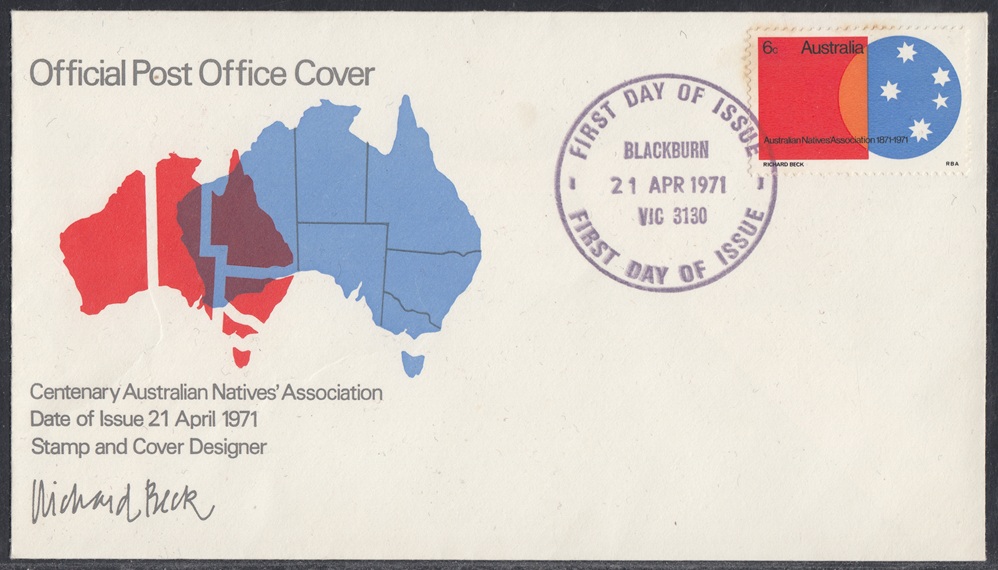 Official Post Office Cover
6c Australia
Australian Natives' Association 1871-1971
RICHARD BECK RBA
FIRST DAY OF ISSUE
BLACKBURN
21 APR 1971
VIC 3130
FIRST DAY OF ISSUE
Centenary Australian Natives' Association
Date of Issue 21 April 1971
Stamp and Cover Designer
Richard Beck